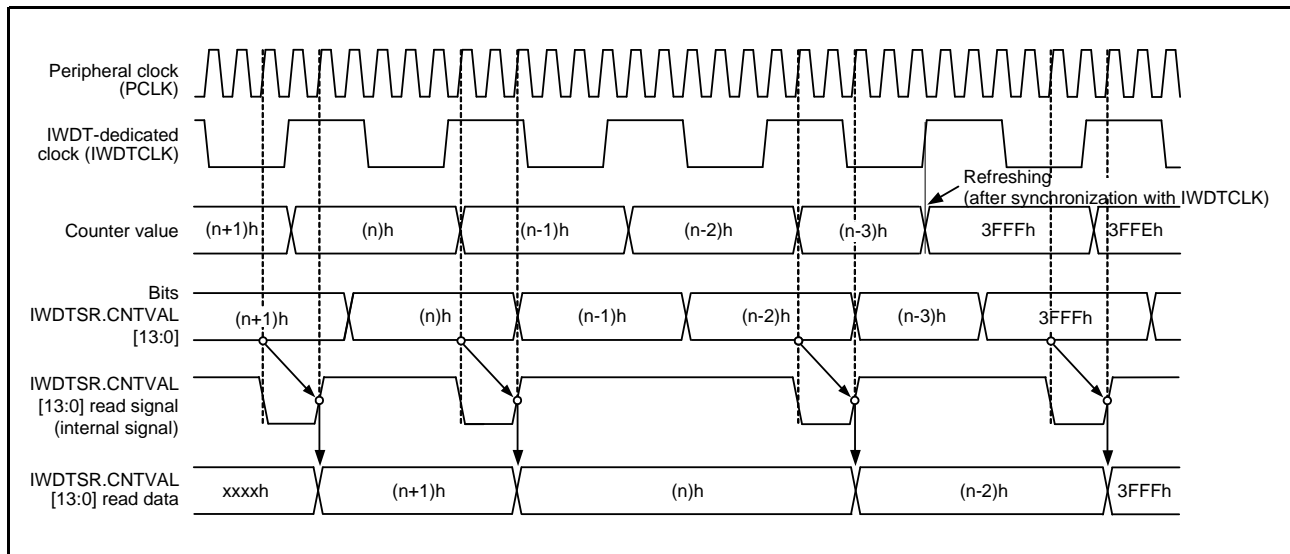 Peripheral clock
(PCLK)
IWDT-dedicated
clock (IWDTCLK)
Refreshing
(after synchronization with IWDTCLK)
Counter value
(n+1)h
(n)h
(n-1)h
(n-2)h
(n-3)h
3FFFh
3FFEh
Bits
IWDTSR.CNTVAL
[13:0]
(n+1)h
(n)h
(n-1)h
(n-2)h
(n-3)h
3FFFh
IWDTSR.CNTVAL
[13:0] read signal
(internal signal)
IWDTSR.CNTVAL
[13:0] read data
xxxxh
(n+1)h
(n)h
(n-2)h
3FFFh